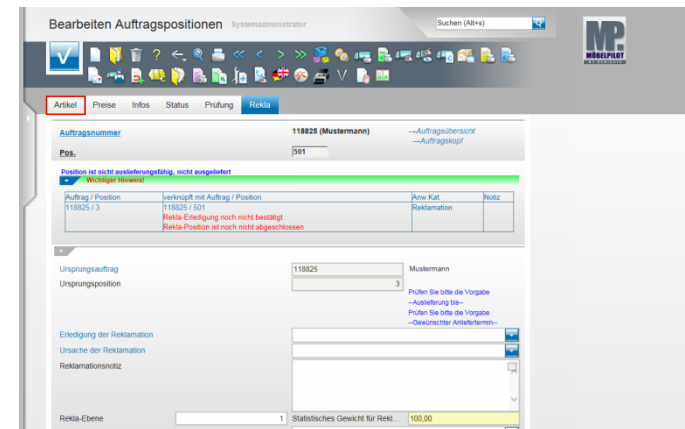 Bearbeiten Auftragspositionen Systemadministrator Suchen (Alt+s)
MP
MÖBELPILOT
Artikel Preise Infos Status Prüfung Rekla
Auftragsnummer 118825 (Mustermann) →Auftragsübersicht
→Auftragskopf
Pos. 501
Position ist nicht auslieferungsfähig, nicht ausgeliefert
Wichtiger Hinweis!
Auftrag / Position verknüpft mit Auftrag / Position Anw.Kat. Notiz
118825 / 3 118825 / 501 Reklamation
Rekla-Erledigung noch nicht bestätigt
Rekla-Position ist noch nicht abgeschlossen
Ursprungsauftrag 118825 Mustermann
Ursprungsposition 3
Prüfen Sie bitte die Vorgabe
--Auslieferung bis--
Prüfen Sie bitte die Vorgabe
--Gewünschter Anliefertermin--
Erledigung der Reklamation
Ursache der Reklamation
Reklamationsnotiz
Rekla-Ebene 1 Statistisches Gewicht für Rekl... 100,00